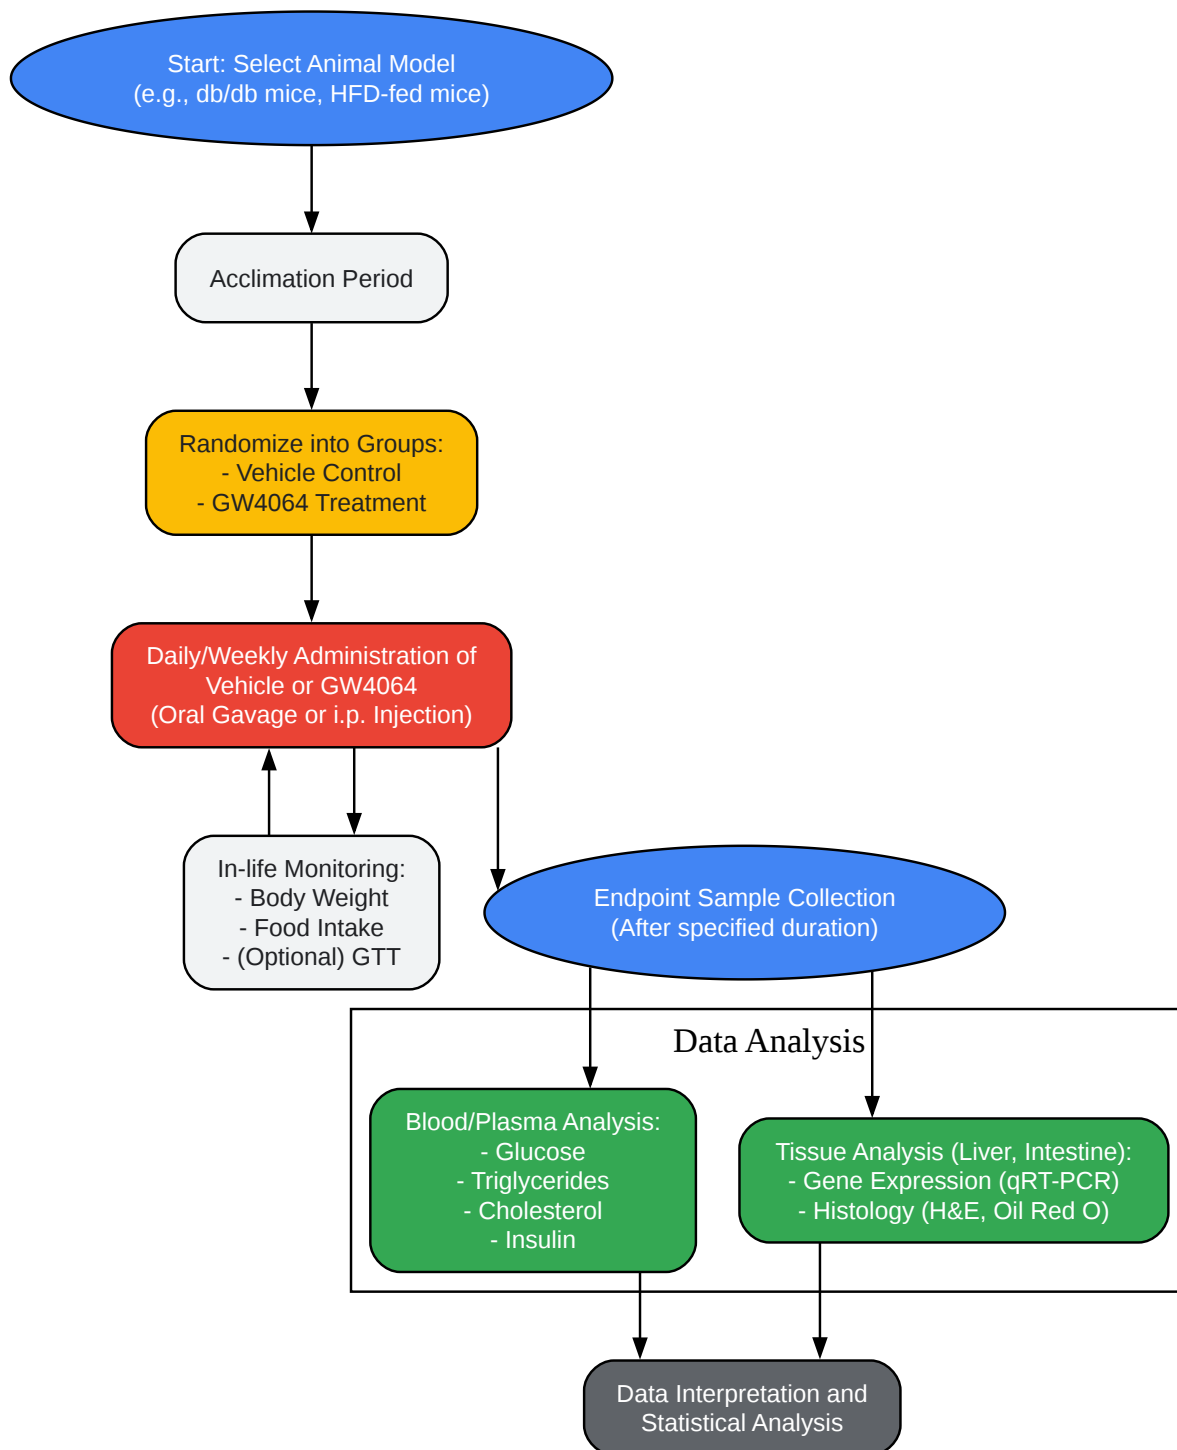 Start: Select Animal Model
(e.g., db/db mice, HFD-fed mice)
Acclimation Period
Randomize into Groups:
- Vehicle Control
- GW4064 Treatment
Daily/Weekly Administration of
Vehicle or GW4064
(Oral Gavage or i.p. Injection)
In-life Monitoring:
- Body Weight
- Food Intake
- (Optional) GTT
Endpoint Sample Collection
(After specified duration)
Data Analysis
Blood/Plasma Analysis:
- Glucose
- Triglycerides
- Cholesterol
- Insulin
Tissue Analysis (Liver, Intestine):
- Gene Expression (qRT-PCR)
- Histology (H&E, Oil Red O)
Data Interpretation and
Statistical Analysis